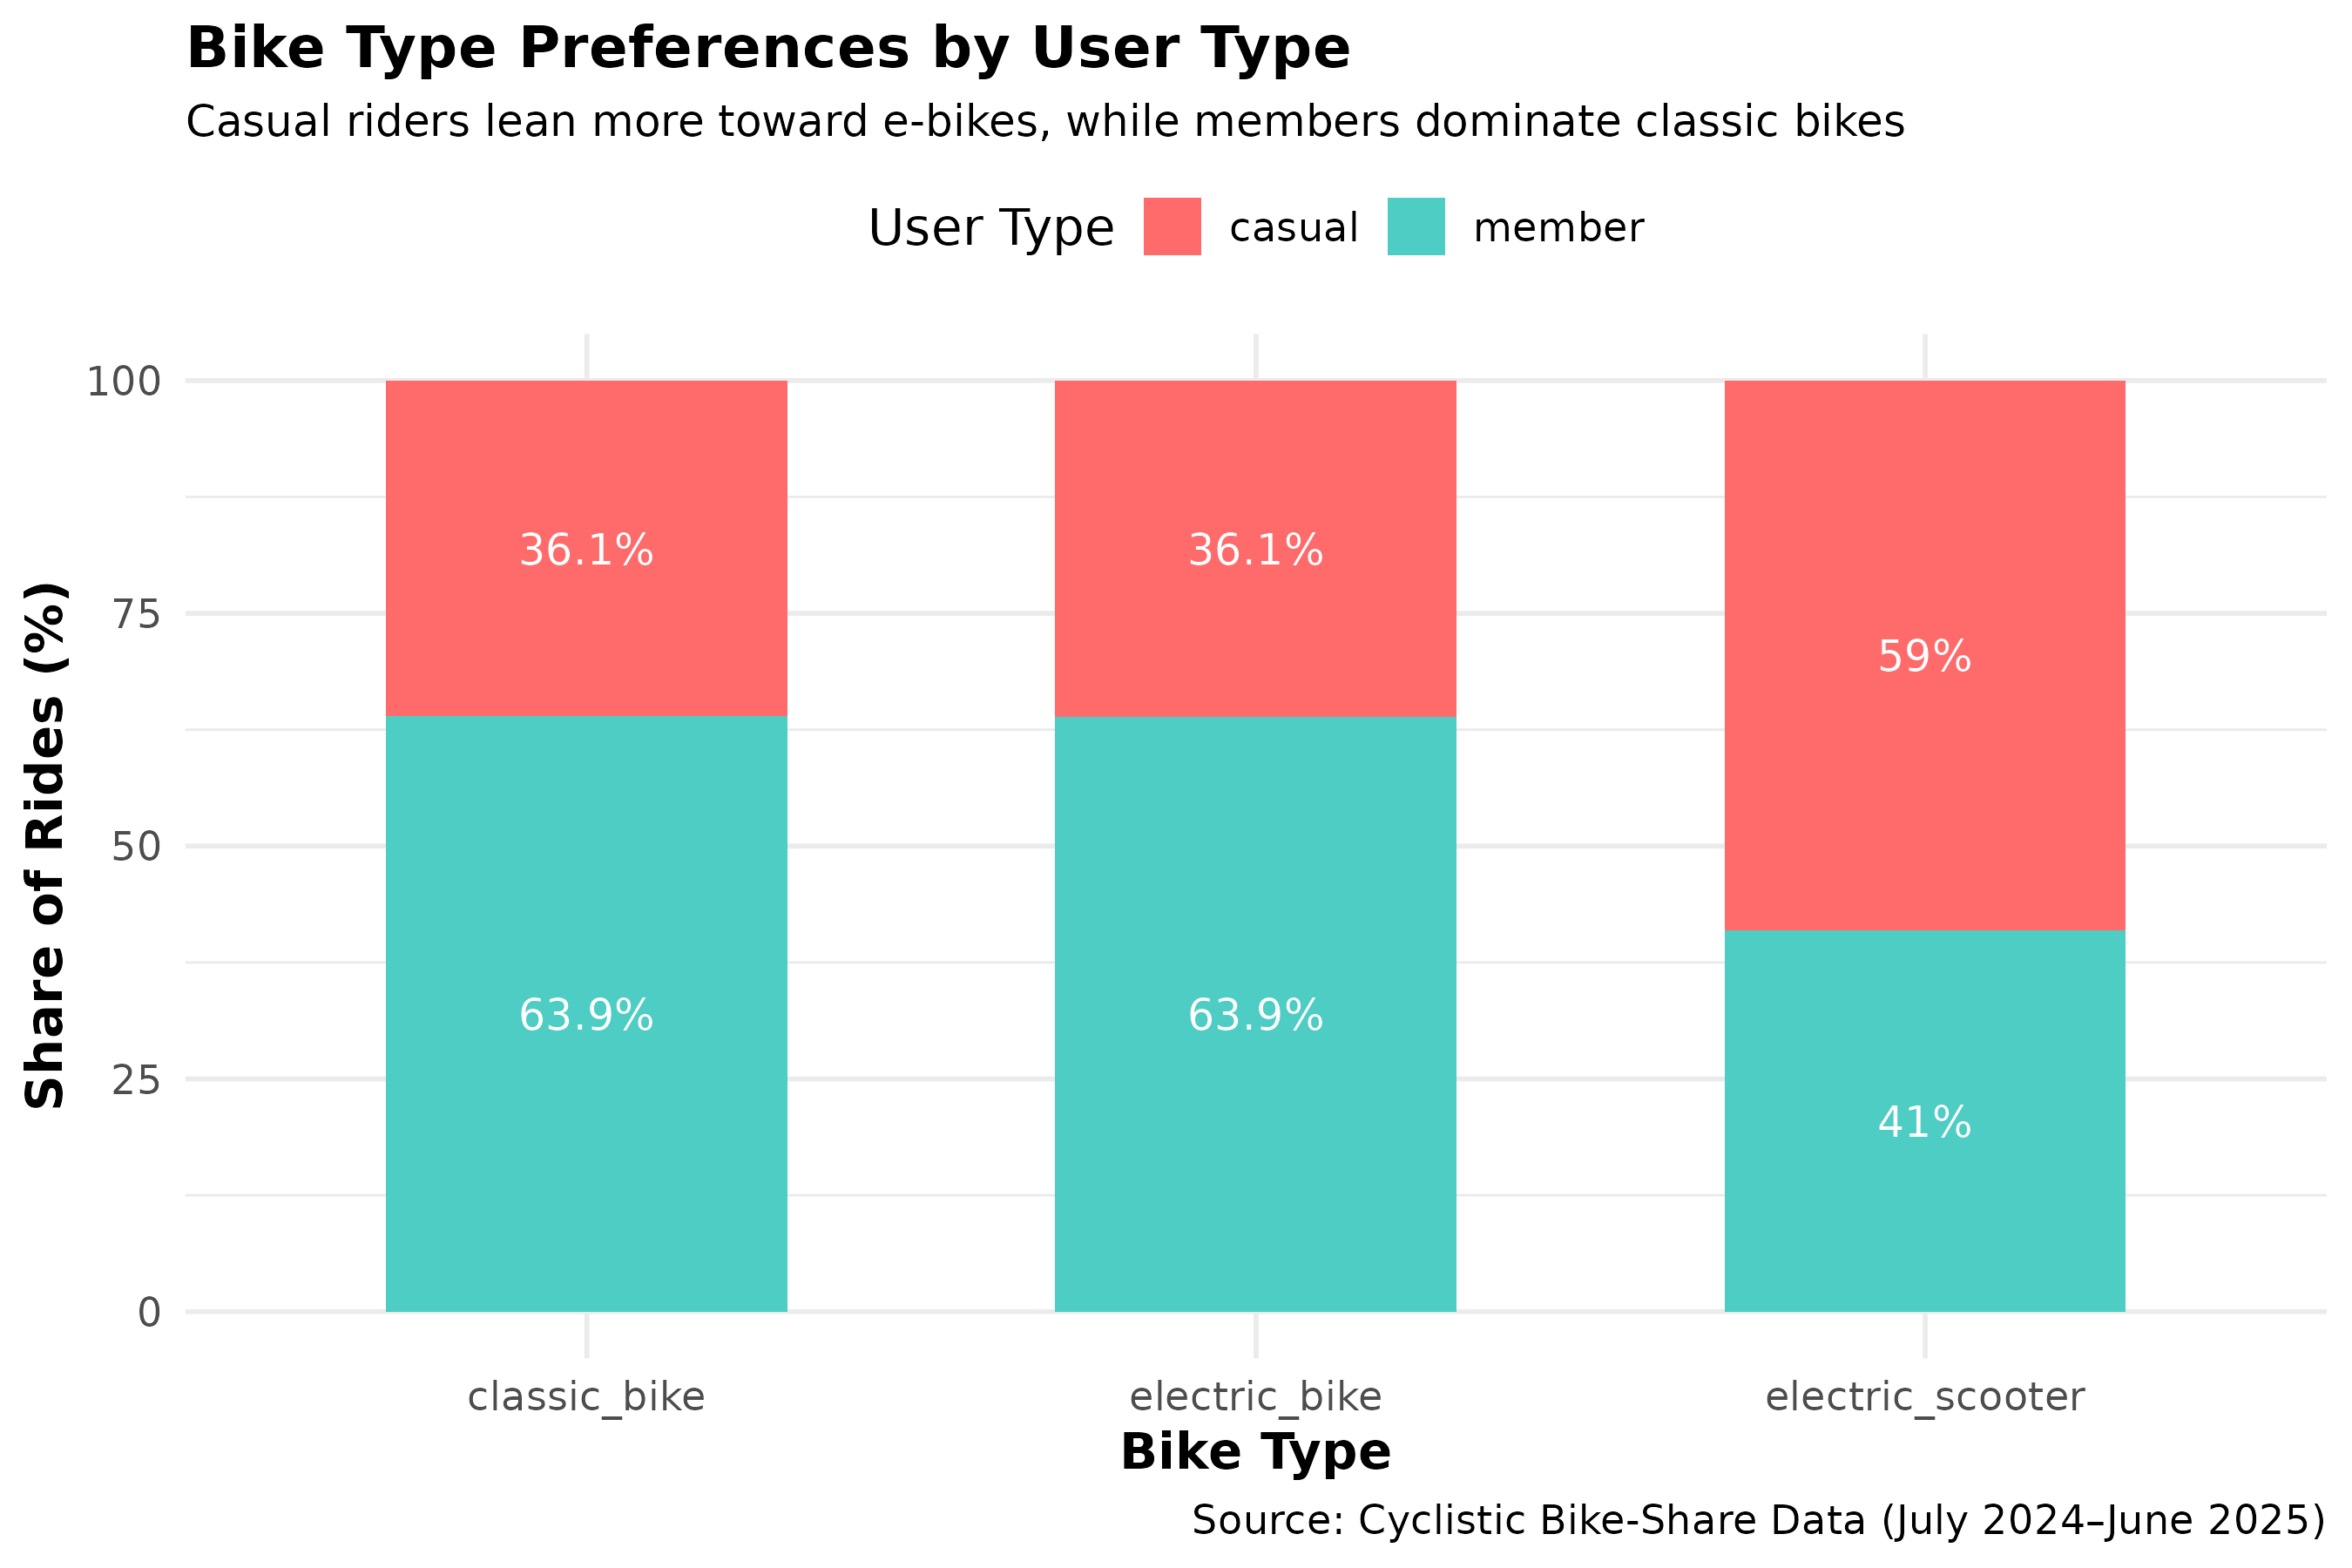 Bike Type Preferences by User Type
Casual riders lean more toward e-bikes, while members dominate classic bikes
User Type casual member
Share of Rides (%)
100
75
50
25
0
36.1% 36.1% 59%
63.9% 63.9% 41%
classic_bike electric_bike electric_scooter
Bike Type
Source: Cyclistic Bike-Share Data (July 2024–June 2025)